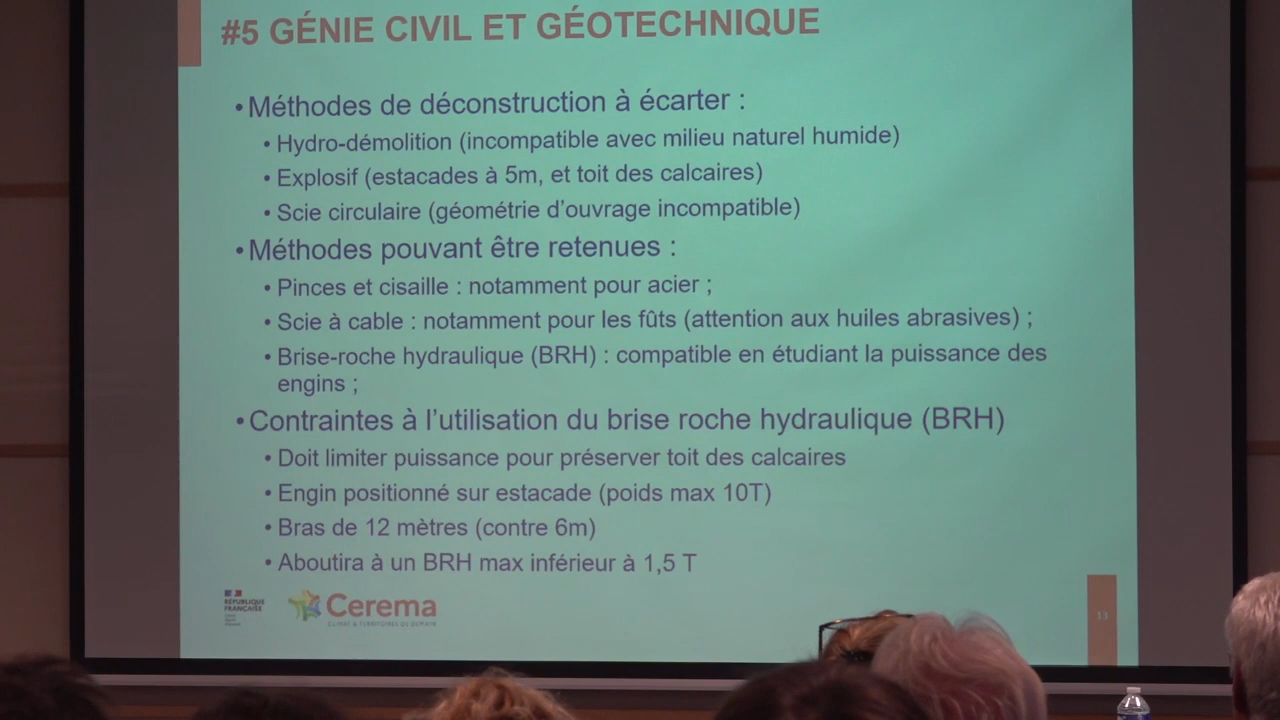 #5 GÉNIE CIVIL ET GÉOTECHNIQUE
• Méthodes de déconstruction à écarter :
• Hydro-démolition (incompatible avec milieu naturel humide)
• Explosif (estacades à 5m, et toit des calcaires)
• Scie circulaire (géométrie d'ouvrage incompatible)
• Méthodes pouvant être retenues :
• Pinces et cisaille : notamment pour acier ;
• Scie à cable : notamment pour les fûts (attention aux huiles abrasives) ;
• Brise-roche hydraulique (BRH) : compatible en étudiant la puissance des
engins ;
• Contraintes à l'utilisation du brise roche hydraulique (BRH)
• Doit limiter puissance pour préserver toit des calcaires
• Engin positionné sur estacade (poids max 10T)
• Bras de 12 mètres (contre 6m)
• Aboutira à un BRH max inférieur à 1,5 T
RÉPUBLIQUE
FRANÇAISE
Cerema
CLIMAT & TERRITOIRES DE DEMAIN
13